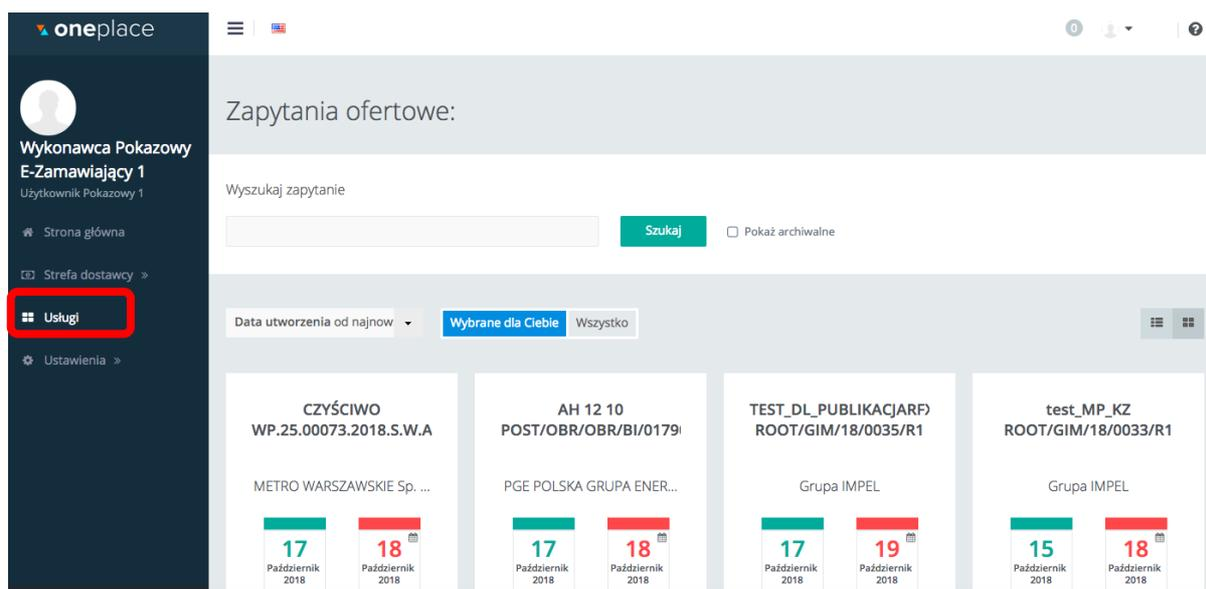 oneplace
0
Wykonawca Pokazowy
E-Zamawiający 1
Użytkownik Pokazowy 1
Strona główna
Strefa dostawcy »
Usługi
Ustawienia »
Zapytania ofertowe:
Wyszukaj zapytanie
Szukaj
Pokaż archiwalne
Data utworzenia od najnow
Wybrane dla Ciebie
Wszystko
CZYŚCIWO
WP.25.00073.2018.S.W.A
METRO WARSZAWSKIE Sp. ...
17
Październik
2018
18
Październik
2018
AH 12 10
POST/OBR/OBR/BI/0179
PGE POLSKA GRUPA ENER...
17
Październik
2018
18
Październik
2018
TEST_DL_PUBLIKACJARFX
ROOT/GIM/18/0035/R1
Grupa IMPEL
17
Październik
2018
19
Październik
2018
test_MP_KZ
ROOT/GIM/18/0033/R1
Grupa IMPEL
15
Październik
2018
18
Październik
2018